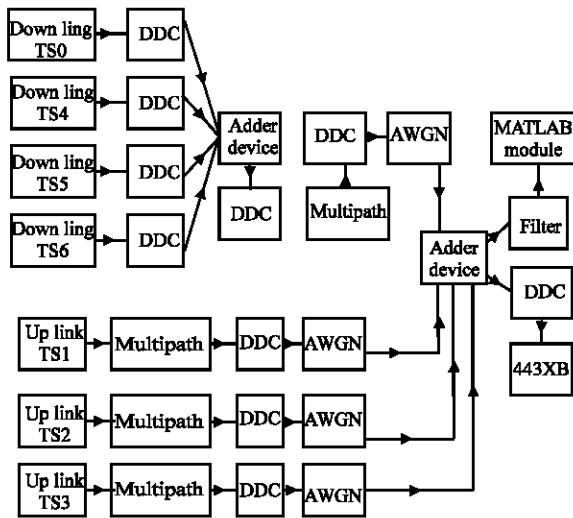 Down ling
TS0
DDC
Down ling
TS4
DDC
Down ling
TS5
DDC
Down ling
TS6
DDC
Adder
device
DDC
DDC
AWGN
Multipath
MATLAB
module
Filter
Adder
device
DDC
443XB
Up link
TS1
Multipath
DDC
AWGN
Up link
TS2
Multipath
DDC
AWGN
Up link
TS3
Multipath
DDC
AWGN